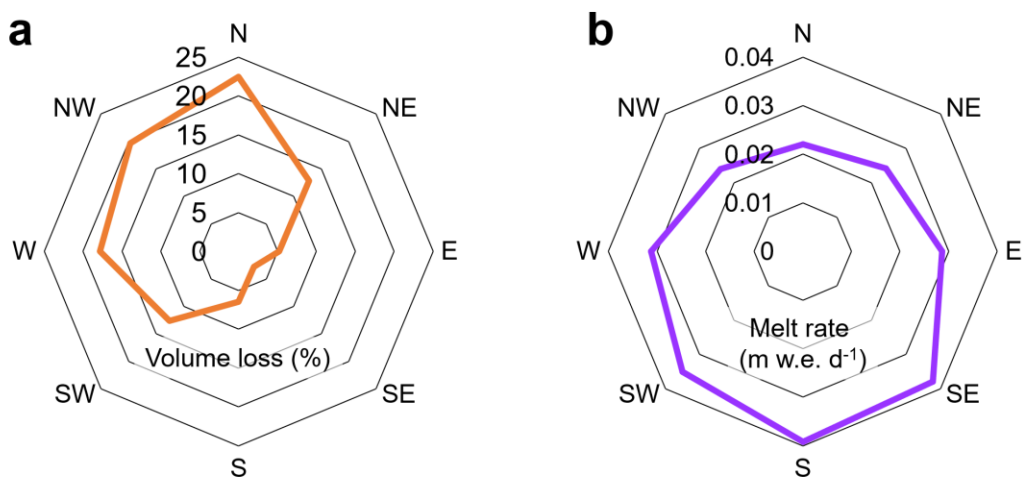 a
N
25
NW
20
NE
15
10
5
W
0
E
Volume loss (%)
SW
SE
S
b
N
0.04
NW
0.03
NE
0.02
0.01
W
0
E
Melt rate
(m w.e. d⁻¹)
SW
SE
S